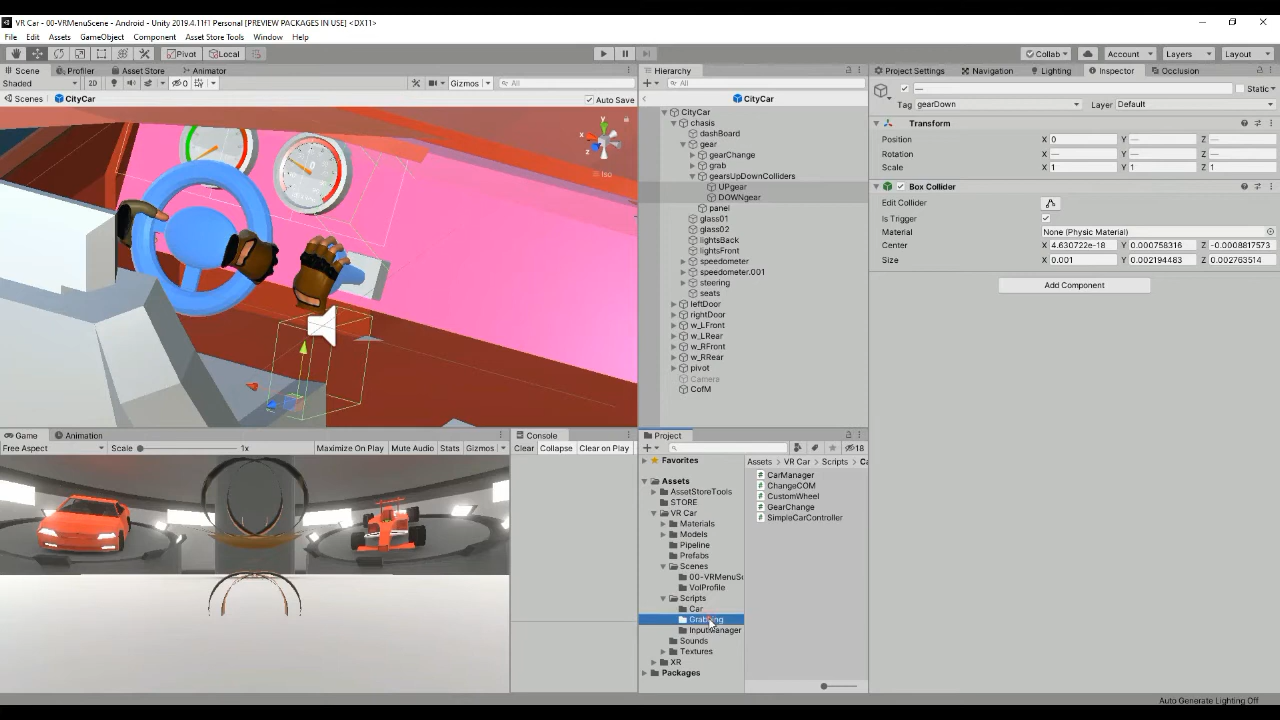 VR Car - 00-VRMenuScene - Android - Unity 2019.4.11f1 Personal [PREVIEW PACKAGES IN USE] <DX11>
File Edit Assets GameObject Component Asset Store Tools Window Help
Pivot Local Collab Account Layers Layout
Scene Profiler Asset Store Animator
Shaded 2D Gizmos All
Scenes CityCar Auto Save
y
x
z
Iso
Hierarchy
All
CityCar
CityCar
chasis
dashBoard
gear
gearChange
grab
gearsUpDownColliders
UPgear
DOWNgear
panel
glass01
glass02
lightsBack
lightsFront
speedometer
speedometer.001
steering
seats
leftDoor
rightDoor
w_LFront
w_LRear
w_RFront
w_RRear
pivot
Camera
CofM
Project Settings Navigation Lighting Inspector Occlusion
— Static
Tag gearDown Layer Default
Transform
Position X 0 Y — Z —
Rotation X — Y — Z —
Scale X 1 Y 1 Z 1
Box Collider
Edit Collider
Is Trigger
Material None (Physic Material)
Center X 4.630722e-18 Y 0.000758316 Z -0.0008817573
Size X 0.001 Y 0.002194483 Z 0.002763514
Add Component
Game Animation
Free Aspect Scale 1x Maximize On Play Mute Audio Stats Gizmos
Console
Clear Collapse Clear on Play
Project
18
Favorites
Assets
AssetStoreTools
STORE
VR Car
Materials
Models
Pipeline
Prefabs
Scenes
00-VRMenuSc
VolProfile
Scripts
Car
Grabbing
InputManager
Sounds
Textures
XR
Packages
Assets VR Car Scripts Ca
CarManager
ChangeCOM
CustomWheel
GearChange
SimpleCarController
Auto Generate Lighting Off